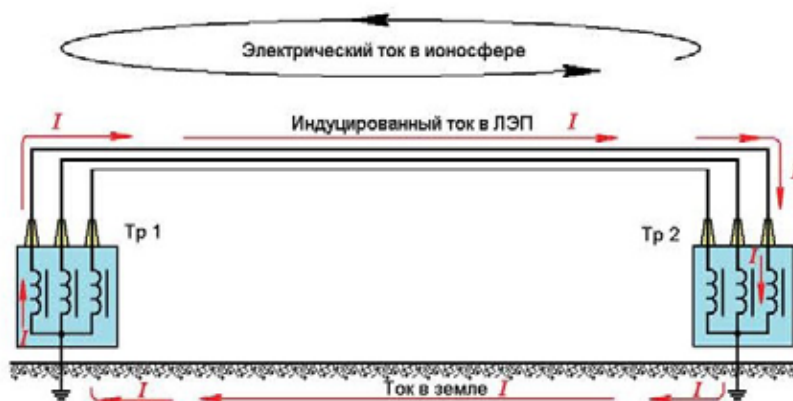 Электрический ток в ионосфере
I
Индуцированный ток в ЛЭП I
I
I
Тр 1
Тр 2
I
I
I
Ток в земле I
I